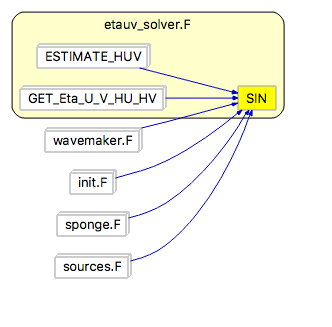 etauv_solver.F
ESTIMATE_HUV
GET_Eta_U_V_HU_HV
SIN
wavemaker.F
init.F
sponge.F
sources.F